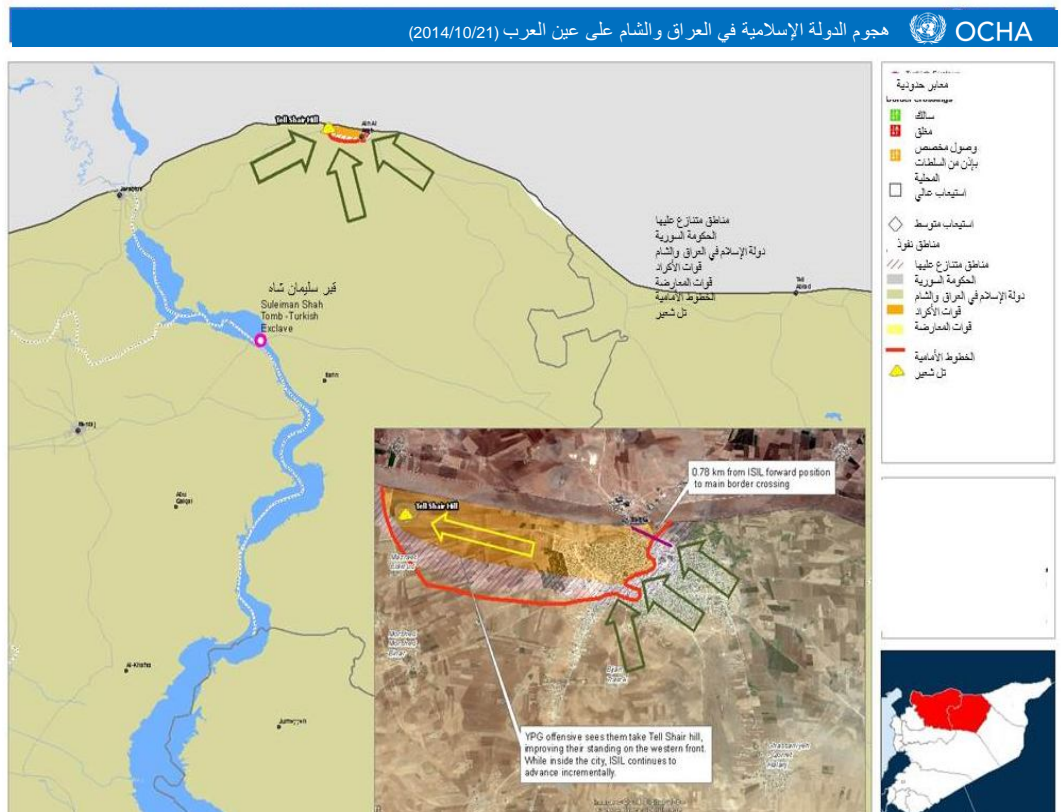 هجوم الدولة الإسلامية في العراق والشام على عين العرب (2014/10/21)
OCHA
معابر حدودية
سالك
مغلق
وصول مخصص
بإذن من السلطات
المحلية
استيعاب عالي
استيعاب متوسط
مناطق نفوذ
مناطق متنازع عليها
الحكومة السورية
دولة الإسلام في العراق والشام
قوات الأكراد
قوات المعارضة
الخطوط الأمامية
تل شعير
Tell Shair Hill
مناطق متنازع عليها
الحكومة السورية
دولة الإسلام في العراق والشام
قوات الأكراد
قوات المعارضة
الخطوط الأمامية
تل شعير
Tell
Abiad
قبر سليمان شاه
Suleiman Shah
Tomb -Turkish
Exclave
Abu
Al-Khafsa
0.78 km from ISIL forward position
to main border crossing
Tell Shair Hill
YPG offensive sees them take Tell Shair hill,
improving their standing on the western front.
While inside the city, ISIL continues to
advance incrementally.